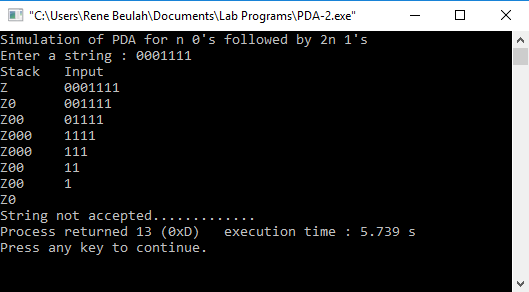 "C:\Users\Rene Beulah\Documents\Lab Programs\PDA-2.exe"
Simulation of PDA for n 0's followed by 2n 1's
Enter a string : 0001111
Stack   Input
Z       0001111
Z0      001111
Z00     01111
Z000    1111
Z000    111
Z00     11
Z00     1
Z0
String not accepted.............
Process returned 13 (0xD)   execution time : 5.739 s
Press any key to continue.